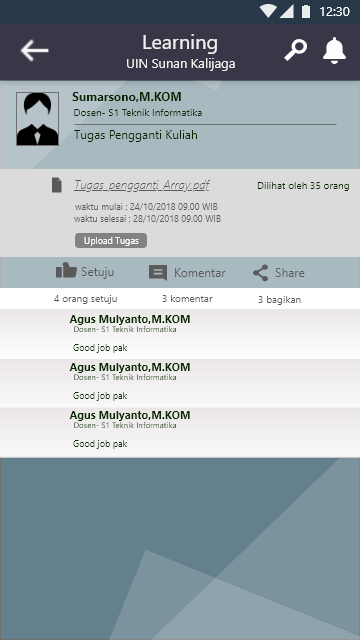 12:30
Learning
UIN Sunan Kalijaga
Sumarsono,M.KOM
Dosen- S1 Teknik Informatika
Tugas Pengganti Kuliah
Tugas_pengganti_Array.pdf
Dilihat oleh 35 orang
waktu mulai : 24/10/2018 09.00 WIB
waktu selesai : 28/10/2018 09.00 WIB
Upload Tugas
Setuju Komentar Share
4 orang setuju 3 komentar 3 bagikan
Agus Mulyanto,M.KOM
Dosen- S1 Teknik Informatika
Good job pak
Agus Mulyanto,M.KOM
Dosen- S1 Teknik Informatika
Good job pak
Agus Mulyanto,M.KOM
Dosen- S1 Teknik Informatika
Good job pak